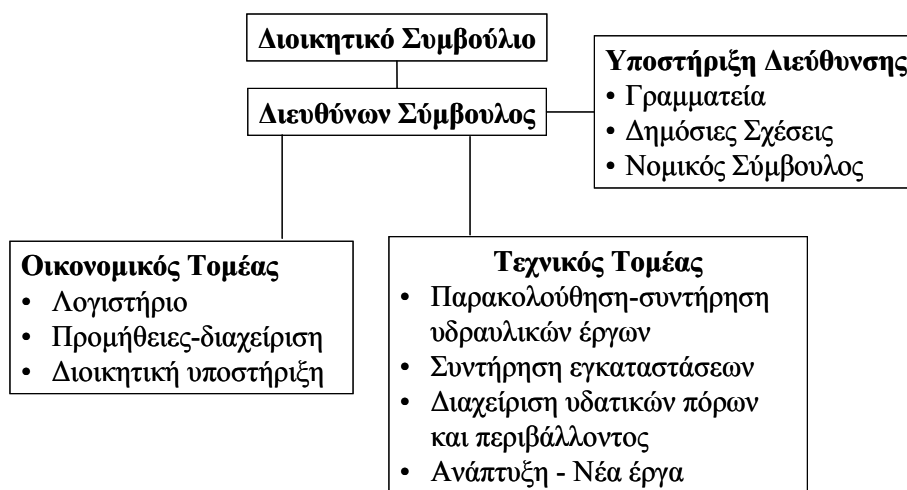 Διοικητικό Συμβούλιο
Διευθύνων Σύμβουλος
Υποστήριξη Διεύθυνσης
• Γραμματεία
• Δημόσιες Σχέσεις
• Νομικός Σύμβουλος
Οικονομικός Τομέας
• Λογιστήριο
• Προμήθειες-διαχείριση
• Διοικητική υποστήριξη
Τεχνικός Τομέας
• Παρακολούθηση-συντήρηση
υδραυλικών έργων
• Συντήρηση εγκαταστάσεων
• Διαχείριση υδατικών πόρων
και περιβάλλοντος
• Ανάπτυξη - Νέα έργα